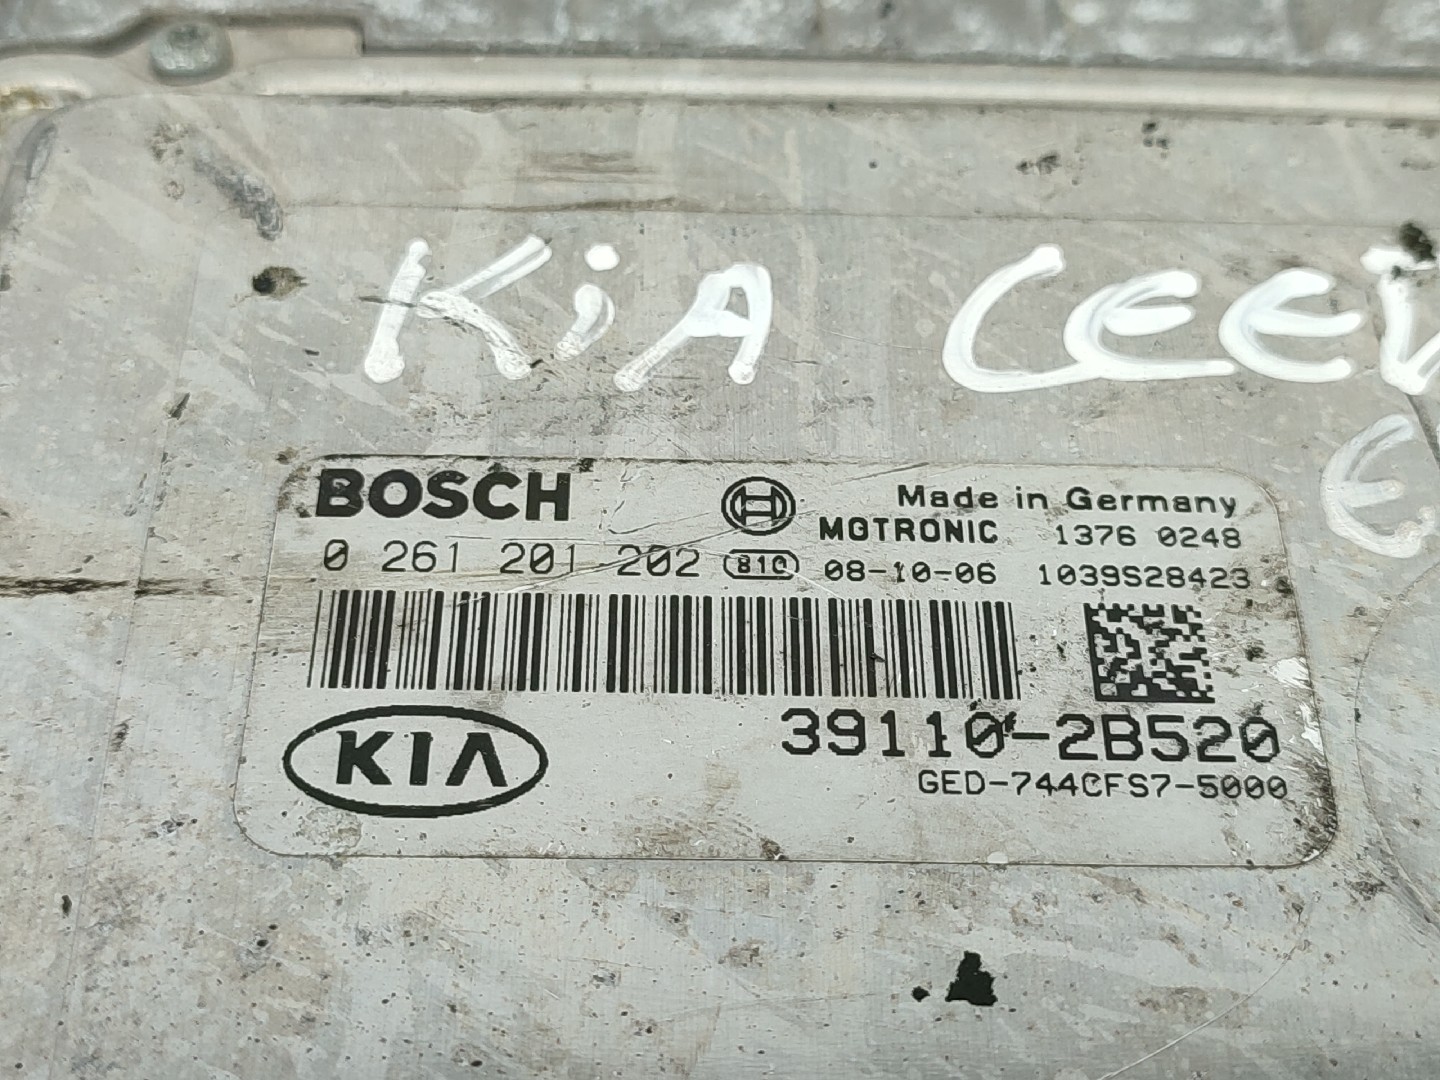 KiA CEE
BOSCH
Made in Germany
MOTRONIC 1376 0248
0 261 201 202 810 08-10-06 1039S28423
KIA
39110-2B520
GED-744CFS7-5000